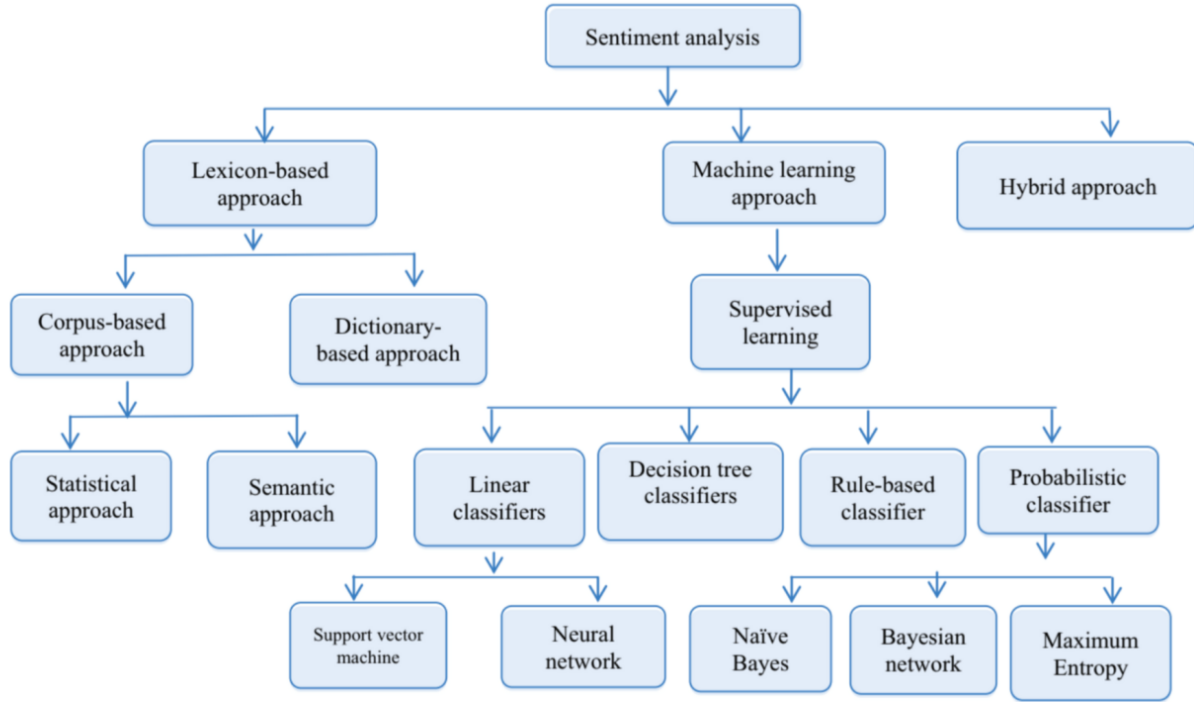 Sentiment analysis
Lexicon-based
approach
Machine learning
approach
Hybrid approach
Corpus-based
approach
Dictionary-
based approach
Supervised
learning
Statistical
approach
Semantic
approach
Linear
classifiers
Decision tree
classifiers
Rule-based
classifier
Probabilistic
classifier
Support vector
machine
Neural
network
Naïve
Bayes
Bayesian
network
Maximum
Entropy